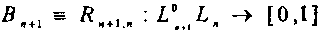 B_{n+1} ≡ R_{n+1,n} : L^0_{n+1} L_n → [0,1]